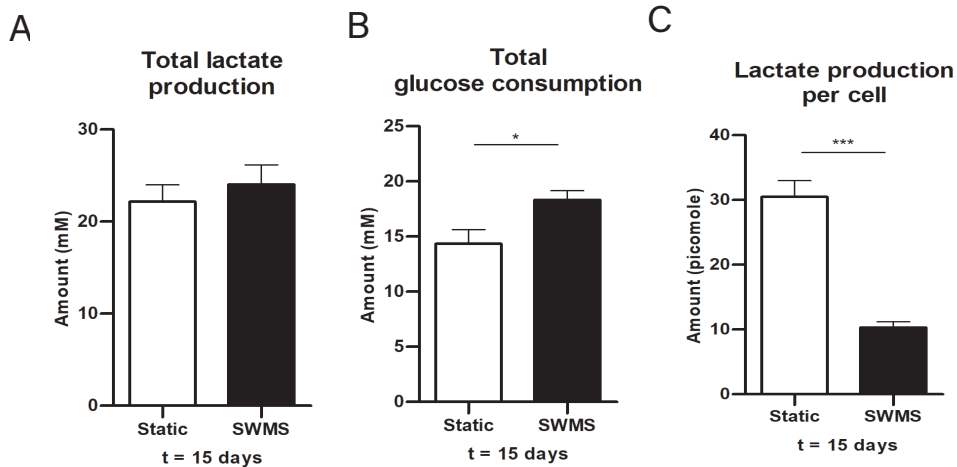 A
Total lactate
production
30
20
10
0
Amount (mM)
Static SWMS
t = 15 days
B
Total
glucose consumption
*
25
20
15
10
5
0
Amount (mM)
Static SWMS
t = 15 days
C
Lactate production
per cell
***
40
30
20
10
0
Amount (picomole)
Static SWMS
t = 15 days